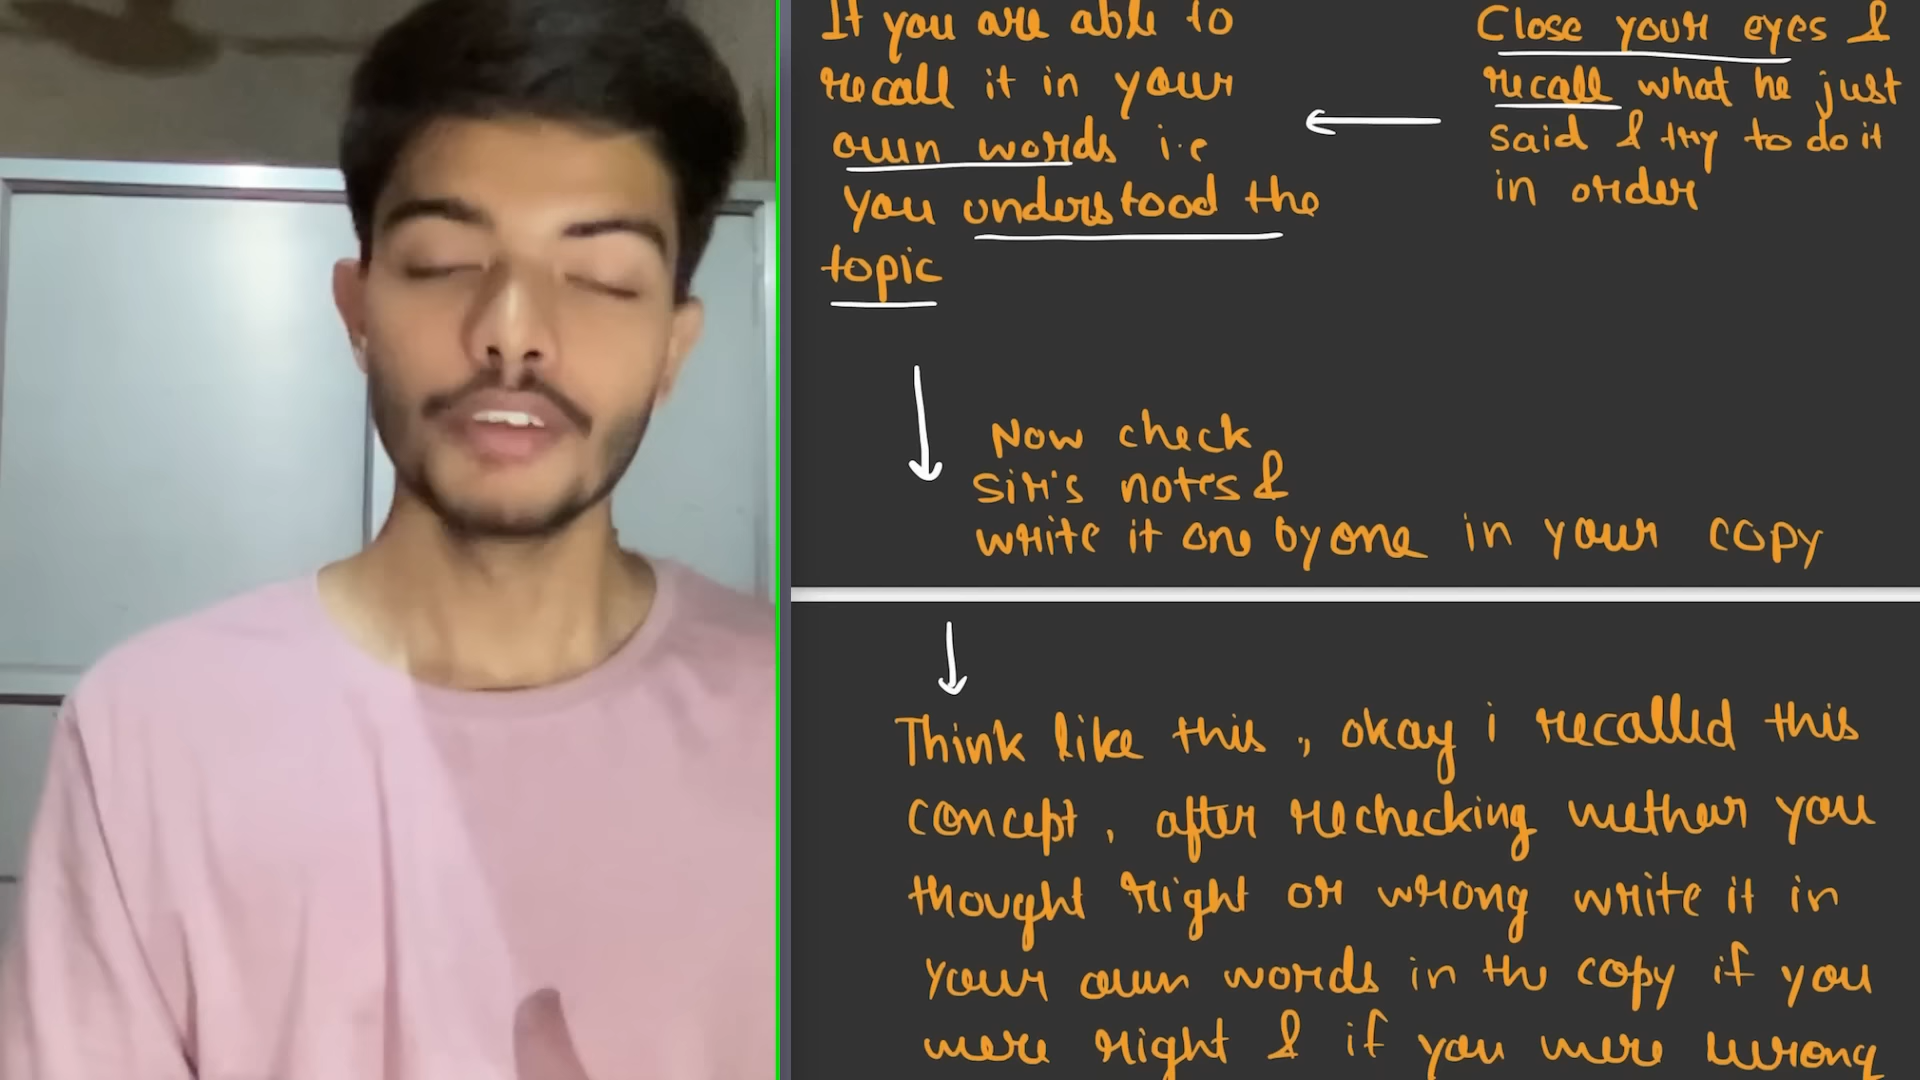 Close your eyes &
recall what he just
said & try to do it
in order
If you are able to
recall it in your
own words i.e
you understood the
topic
Now check
sir's notes &
write it one by one in your copy
Think like this, okay i recalled this
concept, after rechecking wethear you
thought right or wrong write it in
your own words in the copy if you
were right & if you were wrong